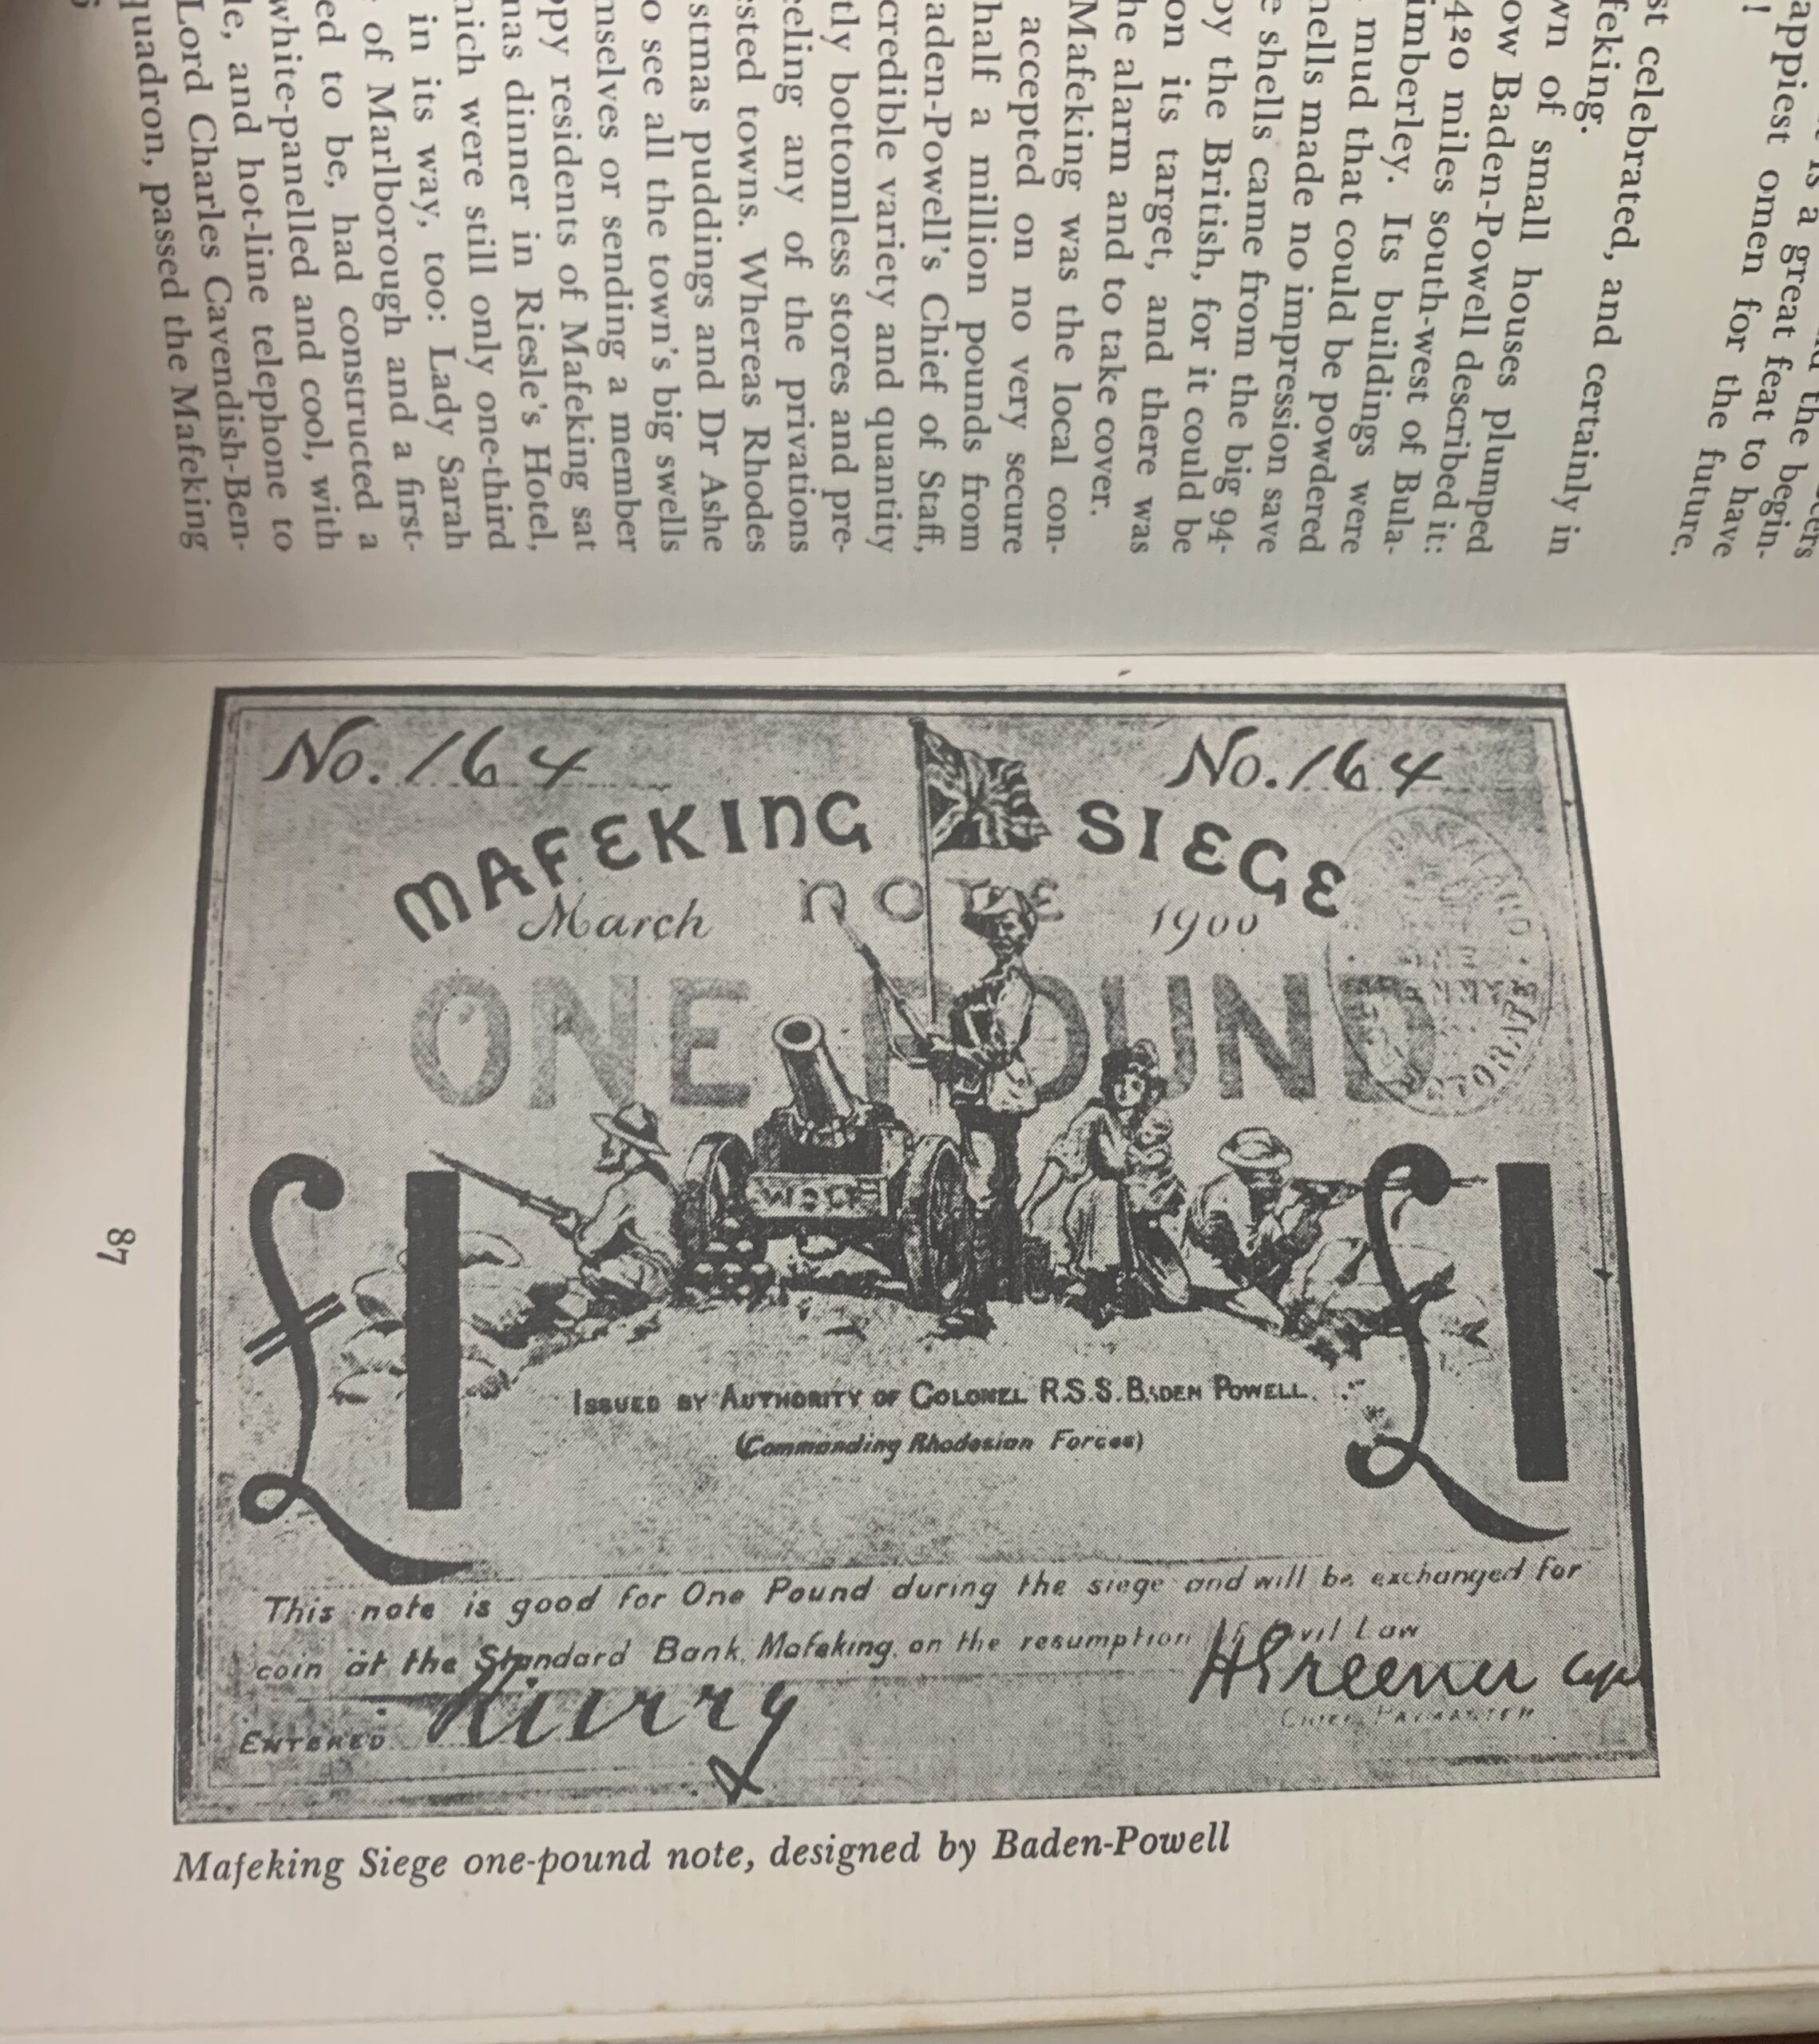 appiest omen for the future.
st celebrated, and certainly in
feking.
wn of small houses plumped
ow Baden-Powell described it:
420 miles south-west of Bula-
imberley. Its buildings were
mud that could be powdered
hells made no impression save
e shells came from the big 94-
by the British, for it could be
on its target, and there was
he alarm and to take cover.
Mafeking was the local con-
accepted on no very secure
half a million pounds from
aden-Powell's Chief of Staff,
credible variety and quantity
tly bottomless stores and pre-
eeling any of the privations
ested towns. Whereas Rhodes
stmas puddings and Dr Ashe
o see all the town's big swells
mselves or sending a member
ppy residents of Mafeking sat
mas dinner in Riesle's Hotel,
hich were still only one-third
in its way, too: Lady Sarah
of Marlborough and a first-
ed to be, had constructed a
white-panelled and cool, with
le, and hot-line telephone to
Lord Charles Cavendish-Ben-
quadron, passed the Mafeking
No. 164 No. 164
MAFEKING SIEGE
March NOTE 1900
ONE POUND
WOLF
£1 £1
ISSUED BY AUTHORITY OF COLONEL R.S.S. BADEN POWELL.
(Commanding Rhodesian Forces)
This note is good for One Pound during the siege and will be exchanged for
coin at the Standard Bank, Mafeking, on the resumption of Civil Law
HGreener Capt
ENTERED
CHIEF PAYMASTER
Mafeking Siege one-pound note, designed by Baden-Powell
87